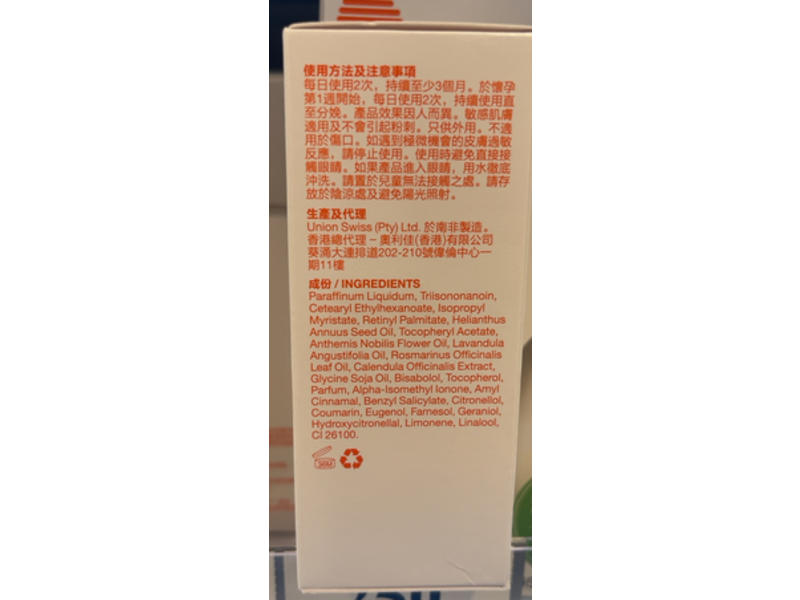 使用方法及注意事項
每日使用2次，持續至少3個月。於懷孕
第1週開始，每日使用2次，持續使用直
至分娩。產品效果因人而異。敏感肌膚
適用及不會引起粉刺。只供外用。不適
用於傷口。如遇到極微機會的皮膚過敏
反應，請停止使用。使用時避免直接接
觸眼睛。如果產品進入眼睛，用水徹底
沖洗。請置於兒童無法接觸之處。請存
放於陰涼處及避免陽光照射。
生產及代理
Union Swiss (Pty) Ltd. 於南非製造。
香港總代理 – 奧利佳(香港)有限公司
葵涌大連排道202-210號偉倫中心一
期11樓
成份 / INGREDIENTS
Paraffinum Liquidum, Triisononanoin,
Cetearyl Ethylhexanoate, Isopropyl
Myristate, Retinyl Palmitate, Helianthus
Annuus Seed Oil, Tocopheryl Acetate,
Anthemis Nobilis Flower Oil, Lavandula
Angustifolia Oil, Rosmarinus Officinalis
Leaf Oil, Calendula Officinalis Extract,
Glycine Soja Oil, Bisabolol, Tocopherol,
Parfum, Alpha-Isomethyl Ionone, Amyl
Cinnamal, Benzyl Salicylate, Citronellol,
Coumarin, Eugenol, Farnesol, Geraniol,
Hydroxycitronellal, Limonene, Linalool,
CI 26100.
36M